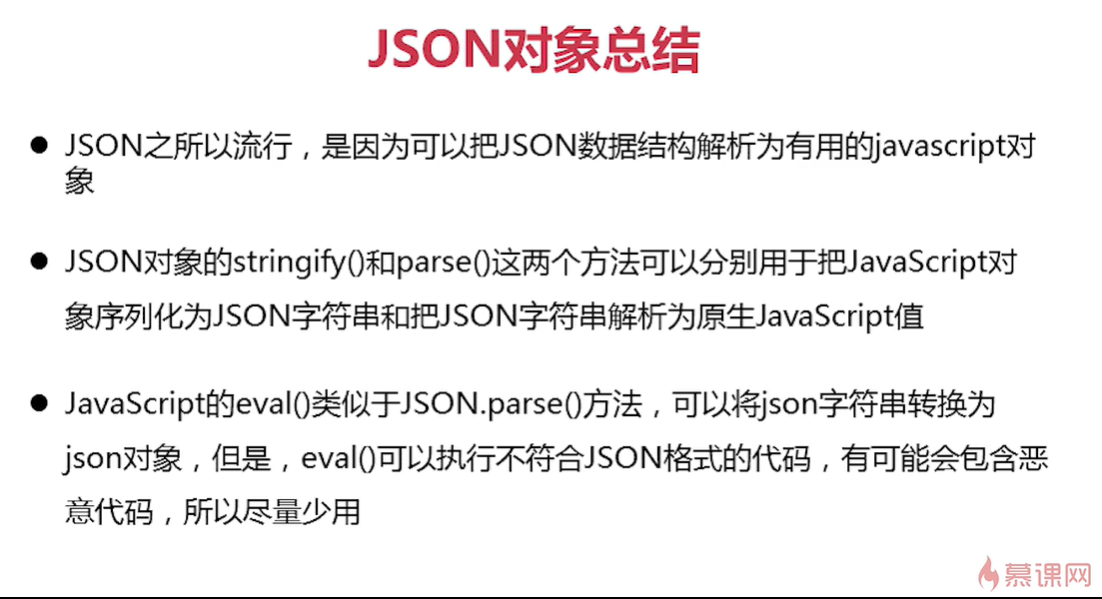 JSON对象总结
JSON之所以流行，是因为可以把JSON数据结构解析为有用的javascript对
象
JSON对象的stringify()和parse()这两个方法可以分别用于把JavaScript对
象序列化为JSON字符串和把JSON字符串解析为原生JavaScript值
JavaScript的eval()类似于JSON.parse()方法，可以将json字符串转换为
json对象，但是，eval()可以执行不符合JSON格式的代码，有可能会包含恶
意代码，所以尽量少用
慕课网